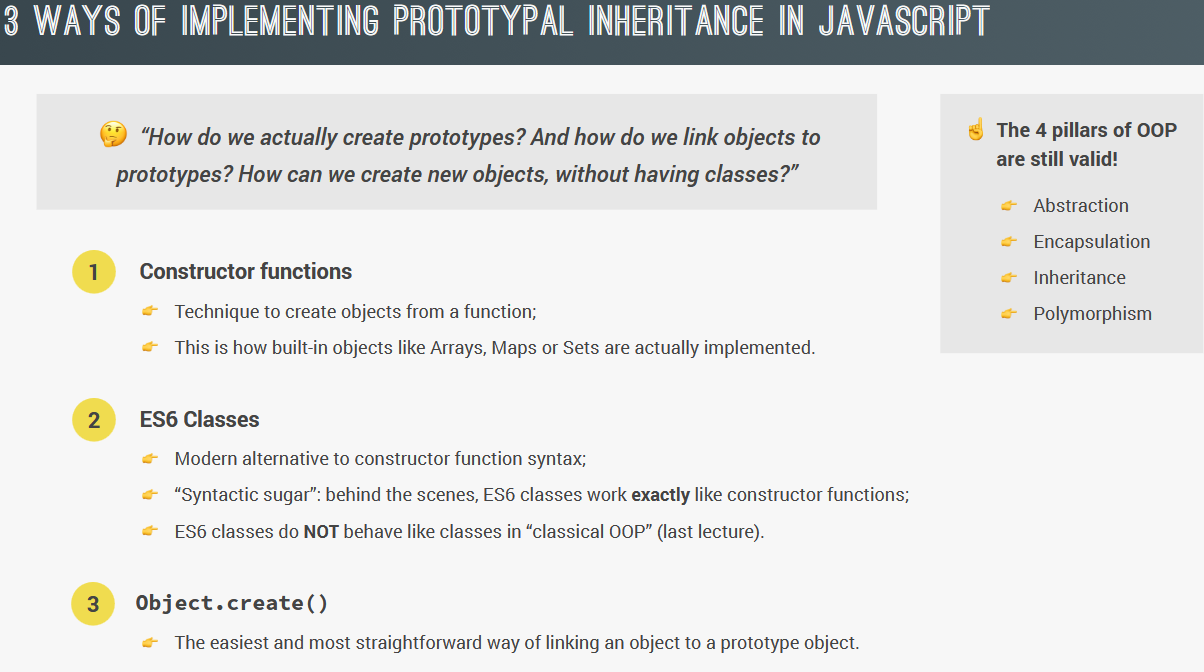 3 WAYS OF IMPLEMENTING PROTOTYPAL INHERITANCE IN JAVASCRIPT
“How do we actually create prototypes? And how do we link objects to
prototypes? How can we create new objects, without having classes?”
1 Constructor functions
Technique to create objects from a function;
This is how built-in objects like Arrays, Maps or Sets are actually implemented.
2 ES6 Classes
Modern alternative to constructor function syntax;
“Syntactic sugar”: behind the scenes, ES6 classes work exactly like constructor functions;
ES6 classes do NOT behave like classes in “classical OOP” (last lecture).
3 Object.create()
The easiest and most straightforward way of linking an object to a prototype object.
The 4 pillars of OOP
are still valid!
Abstraction
Encapsulation
Inheritance
Polymorphism